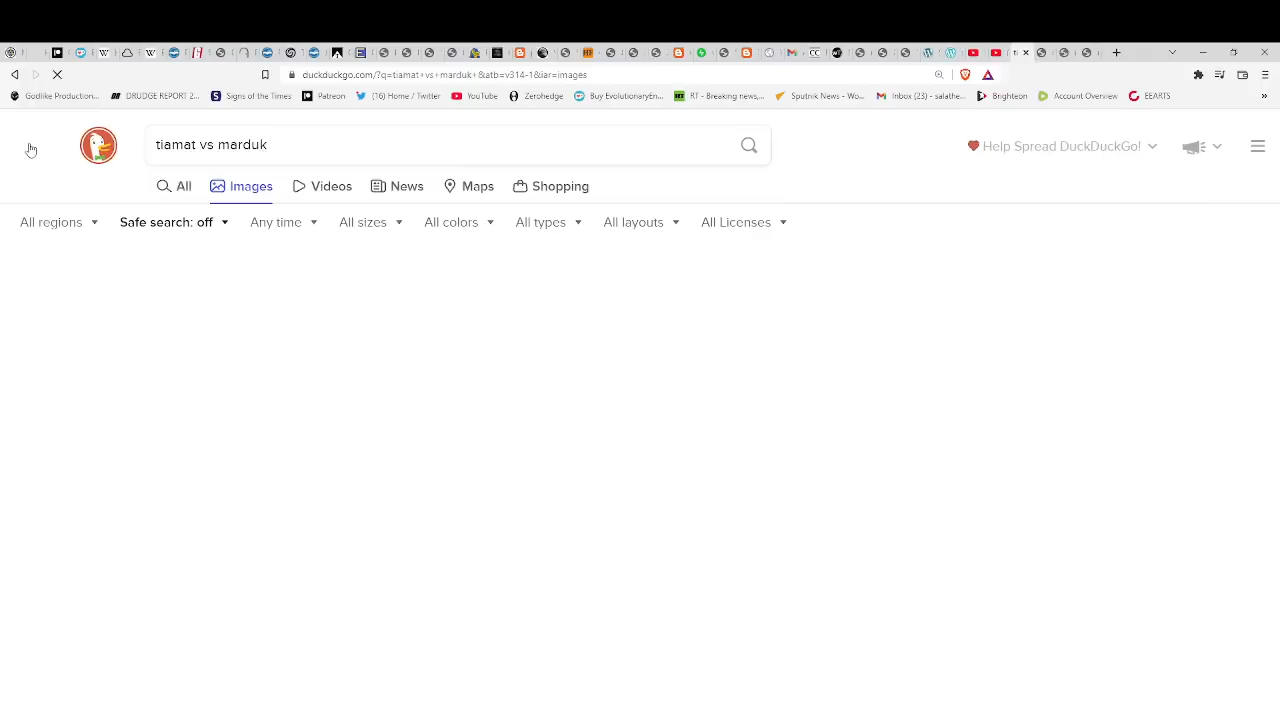 duckduckgo.com/?q=tiamat+vs+marduk+&atb=v314-1&iar=images
Godlike Production... DRUDGE REPORT 2... Signs of the Times Patreon (16) Home / Twitter YouTube Zerohedge Buy EvolutionaryEn... RT - Breaking news,... Sputnik News - Wo... Inbox (23) - salathe... Brighteon Account Overview EEARTS »
tiamat vs marduk
Help Spread DuckDuckGo!
All Images Videos News Maps Shopping
All regions Safe search: off Any time All sizes All colors All types All layouts All Licenses